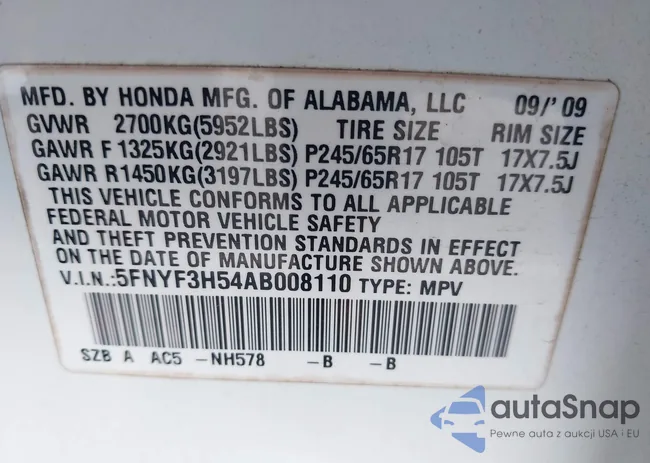 MFD. BY HONDA MFG. OF ALABAMA, LLC 09/'09
GVWR 2700KG(5952LBS) TIRE SIZE RIM SIZE
GAWR F1325KG(2921LBS) P245/65R17 105T 17X7.5J
GAWR R1450KG(3197LBS) P245/65R17 105T 17X7.5J
THIS VEHICLE CONFORMS TO ALL APPLICABLE
FEDERAL MOTOR VEHICLE SAFETY
AND THEFT PREVENTION STANDARDS IN EFFECT
ON THE DATE OF MANUFACTURE SHOWN ABOVE.
V.I.N.:5FNYF3H54AB008110 TYPE: MPV
SZB A AC5 -NH578 -B -B
autaSnap
Pewne auta z aukcji USA i EU